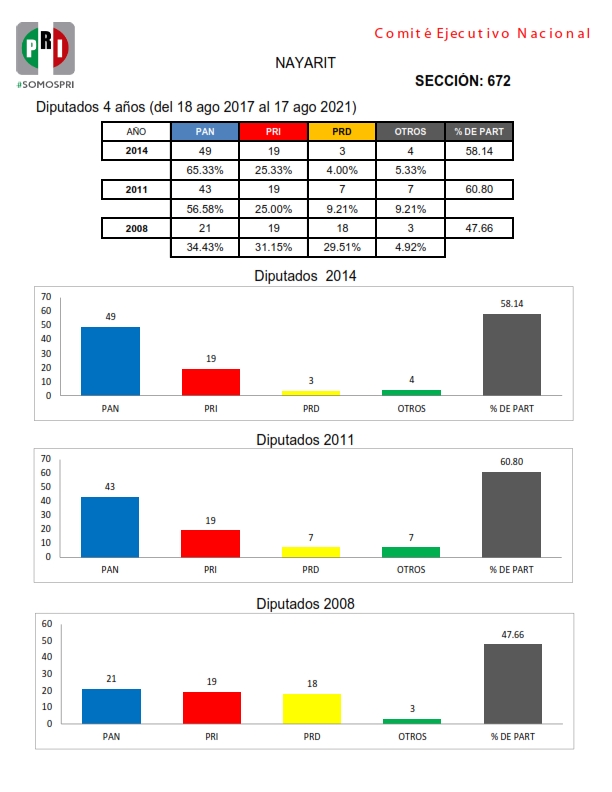 Comité Ejecutivo Nacional
PRI
#SOMOSPRI
NAYARIT
SECCIÓN: 672
Diputados 4 años (del 18 ago 2017 al 17 ago 2021)
AÑO PAN PRI PRD OTROS % DE PART
2014 49 19 3 4 58.14
65.33% 25.33% 4.00% 5.33%
2011 43 19 7 7 60.80
56.58% 25.00% 9.21% 9.21%
2008 21 19 18 3 47.66
34.43% 31.15% 29.51% 4.92%
Diputados 2014
70
60
50
40
30
20
10
0
49
19
3
4
58.14
PAN PRI PRD OTROS % DE PART
Diputados 2011
70
60
50
40
30
20
10
0
43
19
7
7
60.80
PAN PRI PRD OTROS % DE PART
Diputados 2008
60
50
40
30
20
10
0
21
19
18
3
47.66
PAN PRI PRD OTROS % DE PART